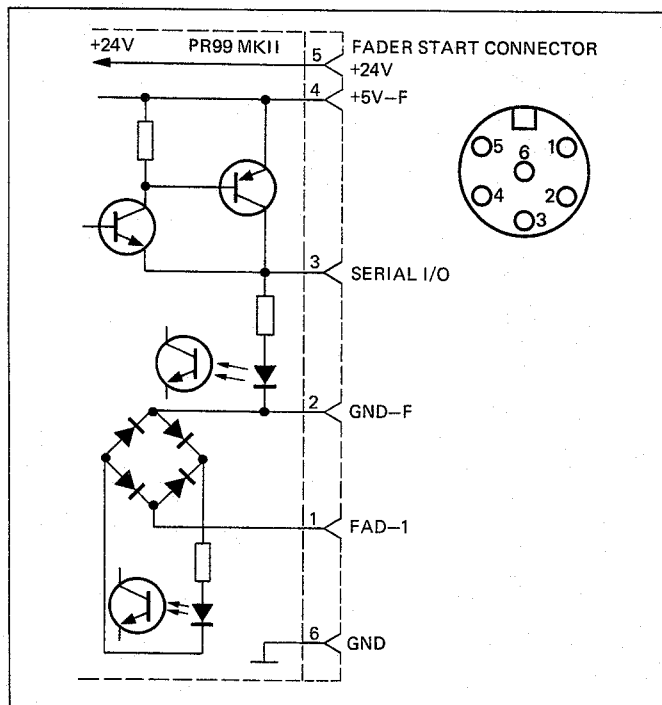 +24V PR99 MKII 5 FADER START CONNECTOR
+24V
4 +5V–F
3 SERIAL I/O
2 GND–F
1 FAD–1
6 GND
5 6 1
4 3 2